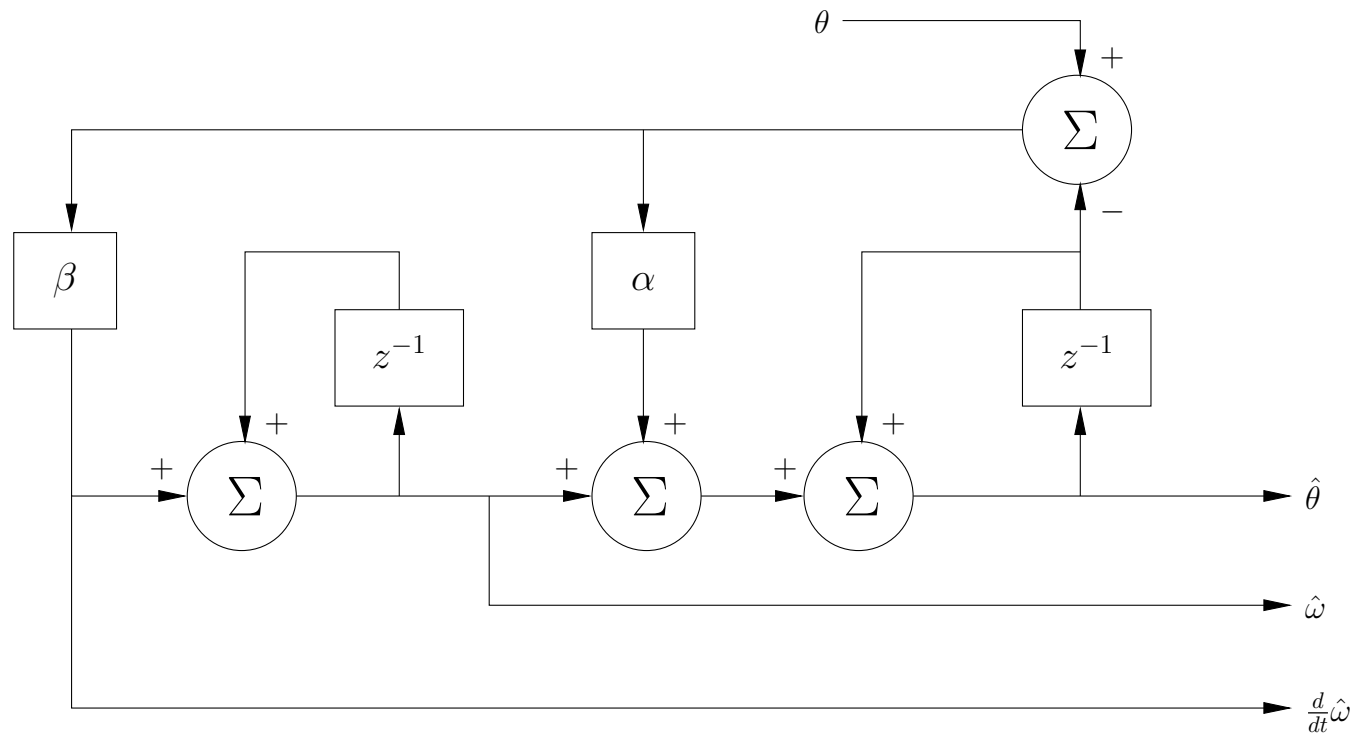 θ
+
Σ
−
β
α
z⁻¹
z⁻¹
+
+
+
+
+
+
Σ
Σ
Σ
θ̂
ω̂
d/dt ω̂